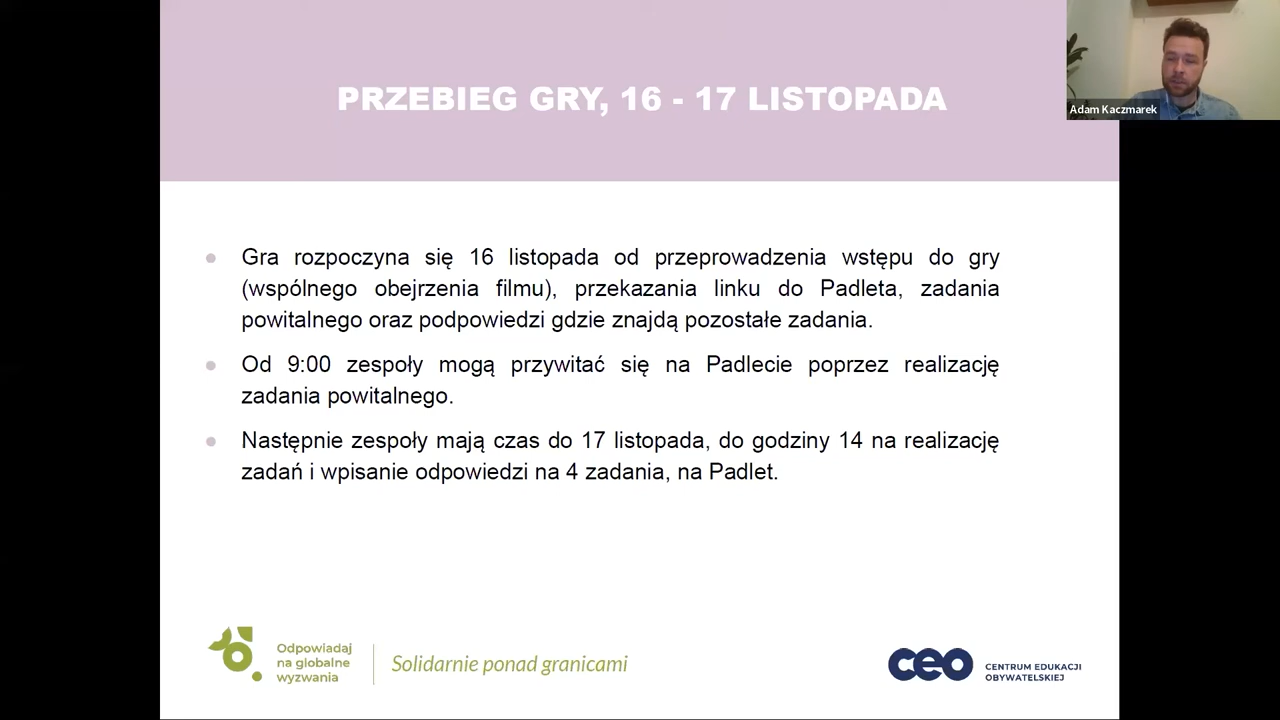 PRZEBIEG GRY, 16 - 17 LISTOPADA
Adam Kaczmarek
Gra rozpoczyna się 16 listopada od przeprowadzenia wstępu do gry
(wspólnego obejrzenia filmu), przekazania linku do Padleta, zadania
powitalnego oraz podpowiedzi gdzie znajdą pozostałe zadania.
Od 9:00 zespoły mogą przywitać się na Padlecie poprzez realizację
zadania powitalnego.
Następnie zespoły mają czas do 17 listopada, do godziny 14 na realizację
zadań i wpisanie odpowiedzi na 4 zadania, na Padlet.
Odpowiadaj
na globalne
wyzwania
Solidarnie ponad granicami
ceo
CENTRUM EDUKACJI
OBYWATELSKIEJ